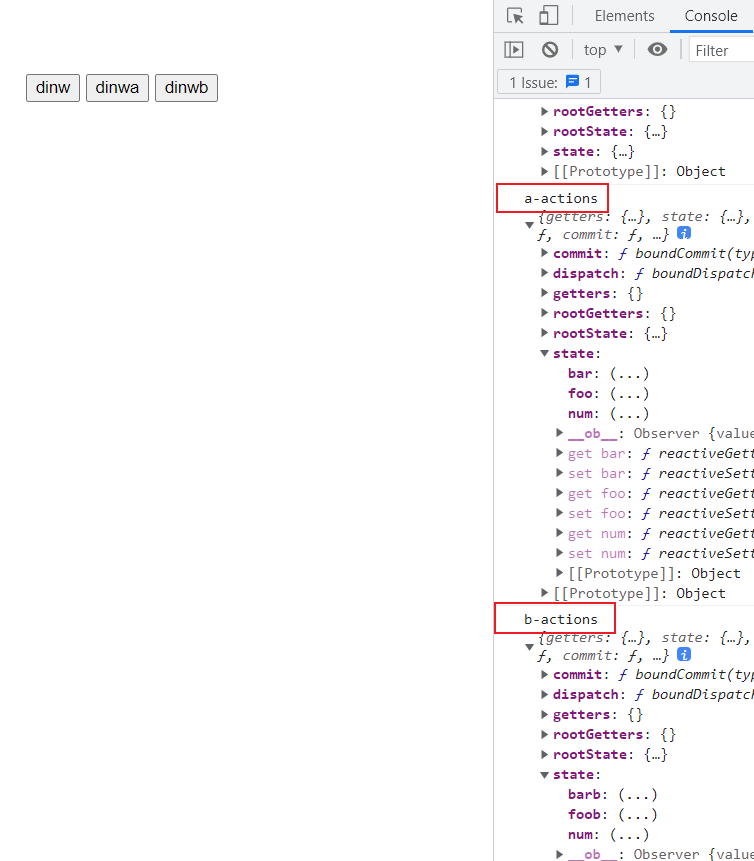 Elements Console
top ▼ Filter
dinw dinwa dinwb
1 Issue: 1
rootGetters: {}
rootState: {…}
state: {…}
[[Prototype]]: Object
a-actions
{getters: {…}, state: {…},
ƒ, commit: ƒ, …} i
commit: ƒ boundCommit(typ
dispatch: ƒ boundDispatch
getters: {}
rootGetters: {}
rootState: {…}
state:
bar: (...)
foo: (...)
num: (...)
__ob__: Observer {value
get bar: ƒ reactiveGett
set bar: ƒ reactiveSett
get foo: ƒ reactiveGett
set foo: ƒ reactiveSett
get num: ƒ reactiveGett
set num: ƒ reactiveSett
[[Prototype]]: Object
[[Prototype]]: Object
b-actions
{getters: {…}, state: {…},
ƒ, commit: ƒ, …} i
commit: ƒ boundCommit(typ
dispatch: ƒ boundDispatch
getters: {}
rootGetters: {}
rootState: {…}
state:
barb: (...)
foob: (...)
num: (...)
__ob__: Observer {value